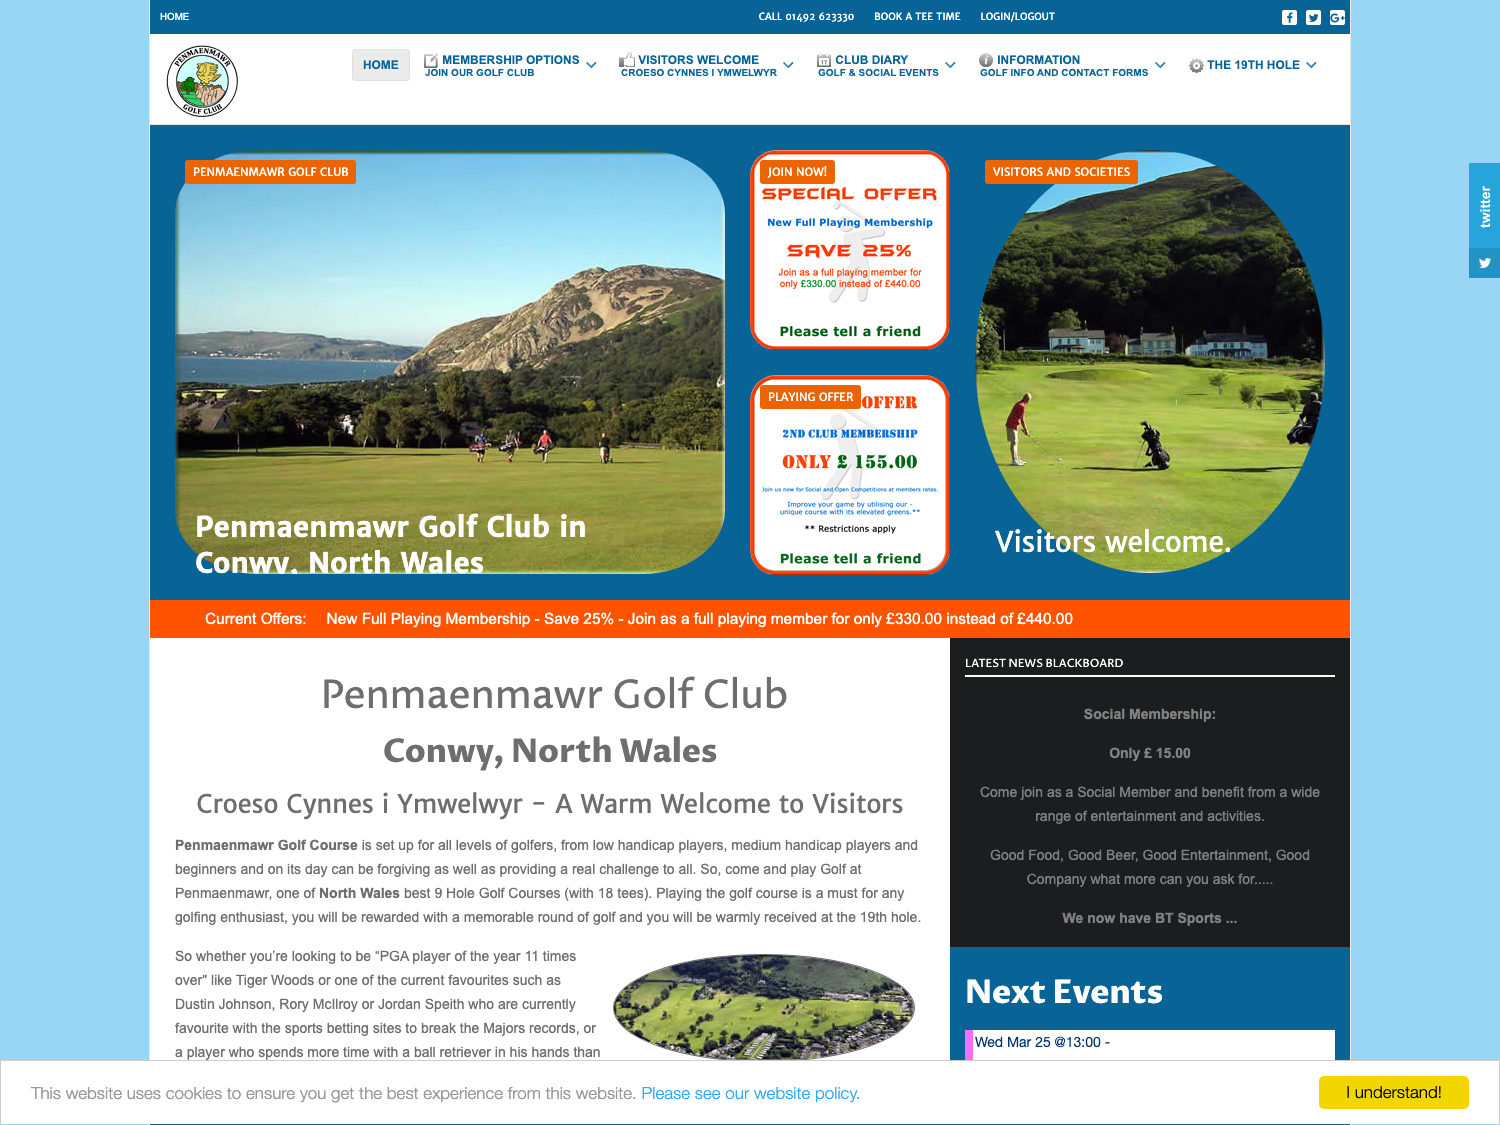 HOME
CALL 01492 623330
BOOK A TEE TIME
LOGIN/LOGOUT
PENMAENMAWR
GOLF CLUB
HOME
MEMBERSHIP OPTIONS
JOIN OUR GOLF CLUB
VISITORS WELCOME
CROESO CYNNES I YMWELWYR
CLUB DIARY
GOLF & SOCIAL EVENTS
INFORMATION
GOLF INFO AND CONTACT FORMS
THE 19TH HOLE
twitter
PENMAENMAWR GOLF CLUB
Penmaenmawr Golf Club in
Conwy, North Wales
JOIN NOW!
SPECIAL OFFER
New Full Playing Membership
SAVE 25%
Join as a full playing member for
only £330.00 instead of £440.00
Please tell a friend
PLAYING OFFER
OFFER
2ND CLUB MEMBERSHIP
ONLY £ 155.00
Join us now for Social and Open Competitions at members rates.
Improve your game by utilising our -
unique course with its elevated greens.**
** Restrictions apply
Please tell a friend
VISITORS AND SOCIETIES
Visitors welcome.
Current Offers: New Full Playing Membership - Save 25% - Join as a full playing member for only £330.00 instead of £440.00
Penmaenmawr Golf Club
Conwy, North Wales
Croeso Cynnes i Ymwelwyr – A Warm Welcome to Visitors
Penmaenmawr Golf Course is set up for all levels of golfers, from low handicap players, medium handicap players and
beginners and on its day can be forgiving as well as providing a real challenge to all. So, come and play Golf at
Penmaenmawr, one of North Wales best 9 Hole Golf Courses (with 18 tees). Playing the golf course is a must for any
golfing enthusiast, you will be rewarded with a memorable round of golf and you will be warmly received at the 19th hole.
So whether you're looking to be “PGA player of the year 11 times
over" like Tiger Woods or one of the current favourites such as
Dustin Johnson, Rory McIlroy or Jordan Speith who are currently
favourite with the sports betting sites to break the Majors records, or
a player who spends more time with a ball retriever in his hands than
LATEST NEWS BLACKBOARD
Social Membership:
Only £ 15.00
Come join as a Social Member and benefit from a wide
range of entertainment and activities.
Good Food, Good Beer, Good Entertainment, Good
Company what more can you ask for.....
We now have BT Sports ...
Next Events
Wed Mar 25 @13:00 -
This website uses cookies to ensure you get the best experience from this website. Please see our website policy.
I understand!